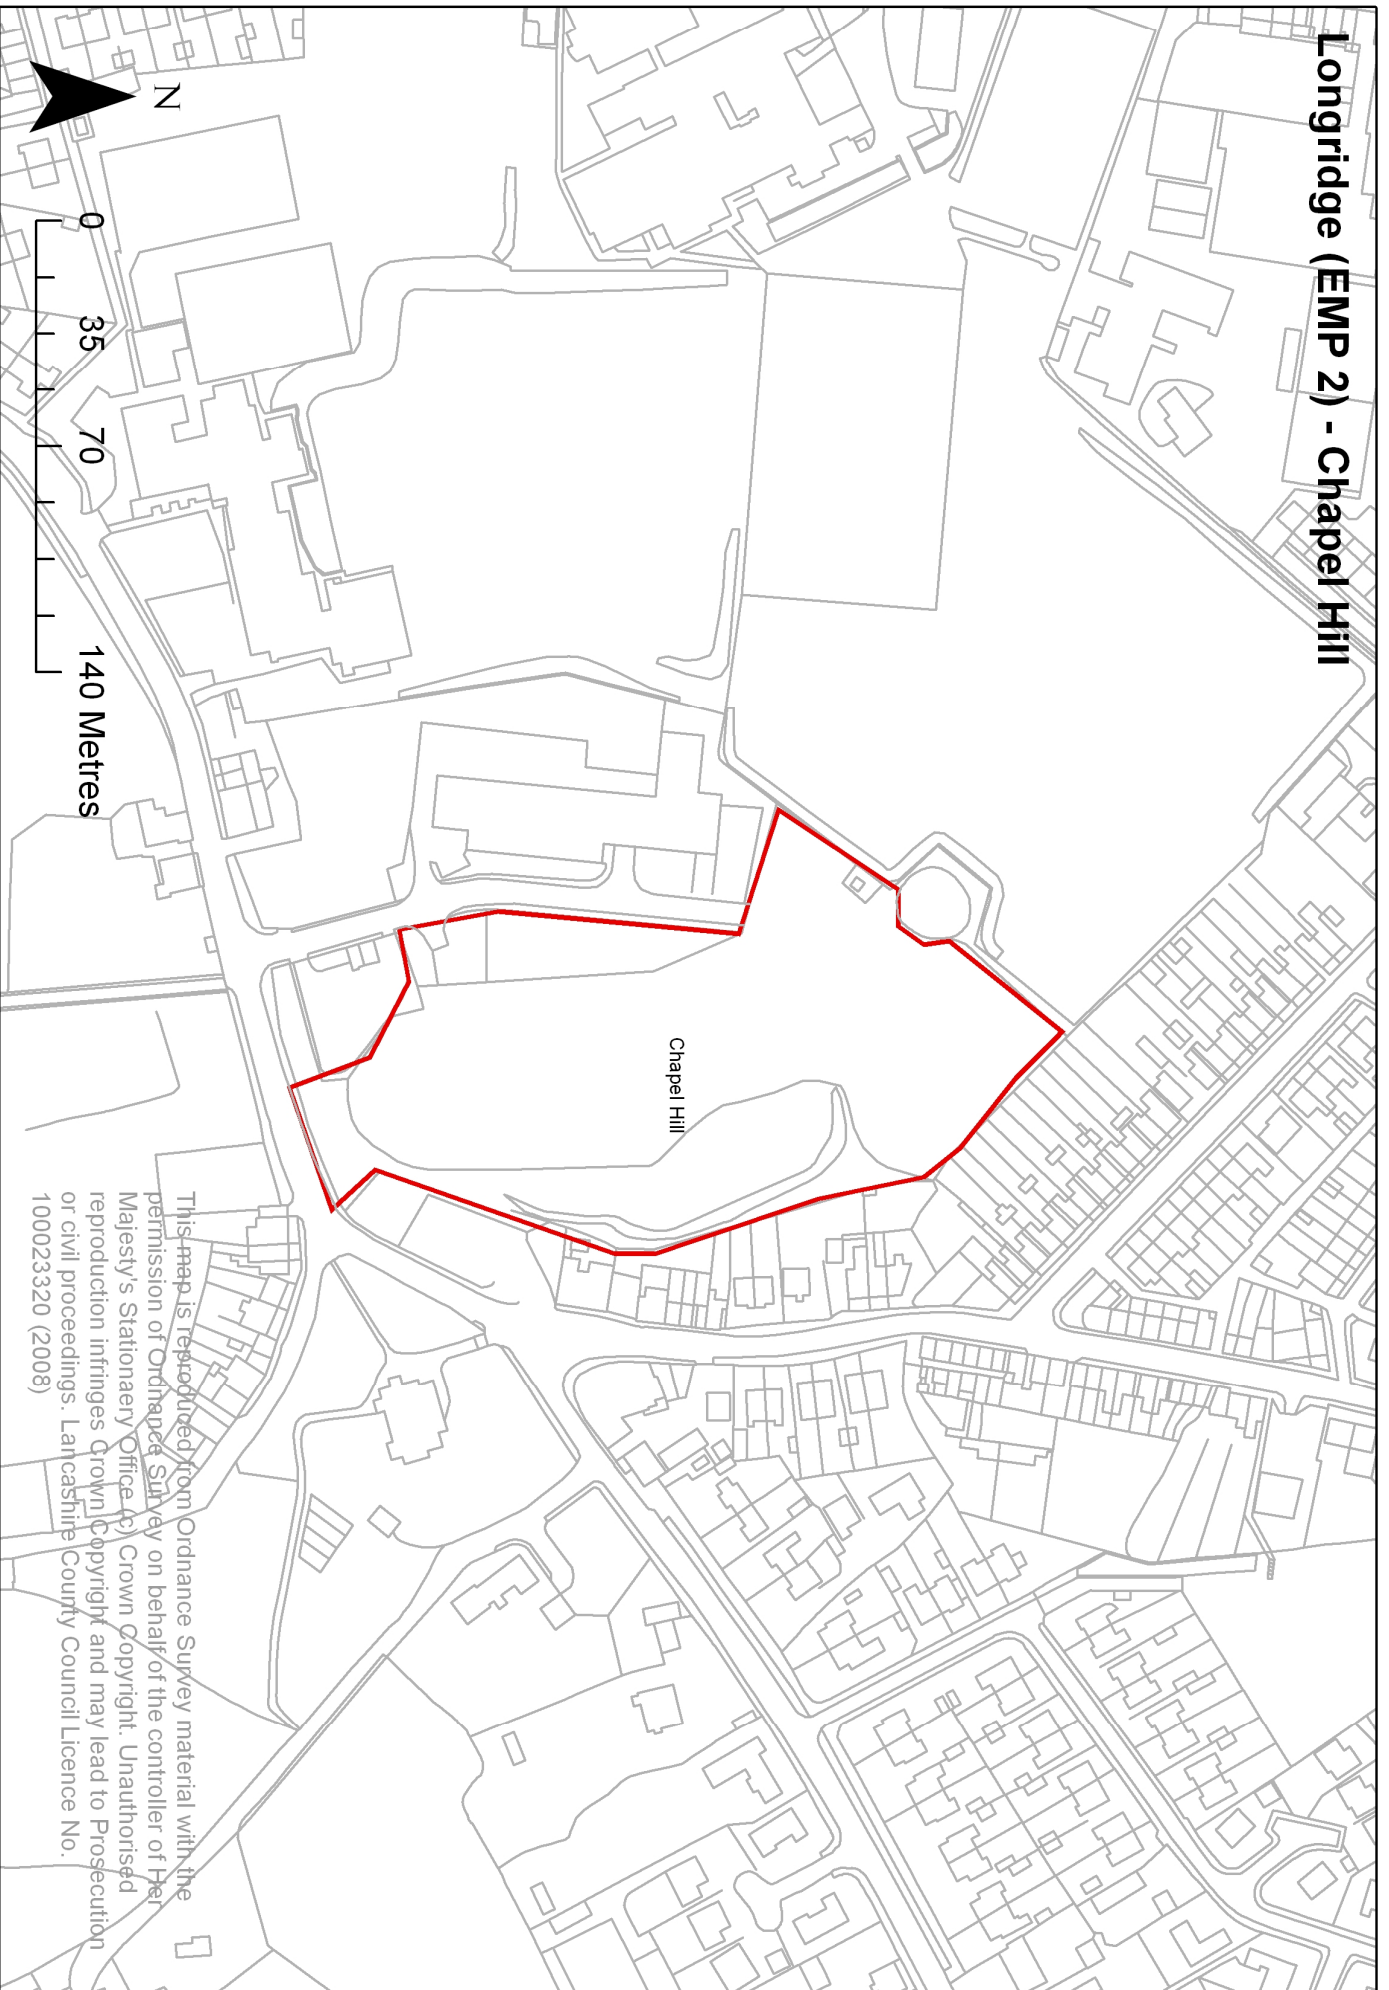 Longridge (EMP 2) - Chapel Hill
Chapel Hill
N
0 35 70 140 Metres
This map is reproduced from Ordnance Survey material with the
permission of Ordnance Survey on behalf of the controller of Her
Majesty's Stationaery Office (c) Crown Copyright. Unauthorised
reproduction infringes Crown Copyright and may lead to Prosecution
or civil proceedings. Lancashire County Council Licence No.
100023320 (2008)